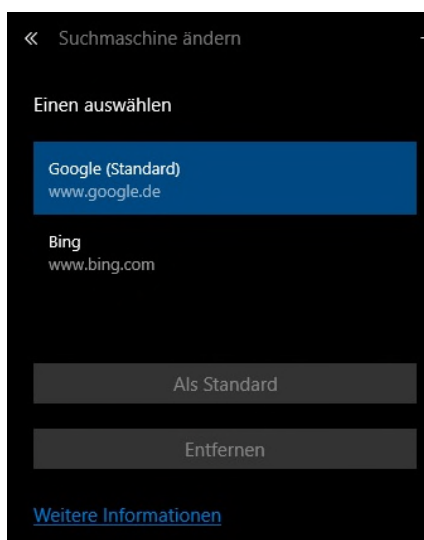 « Suchmaschine ändern
Einen auswählen
Google (Standard)
www.google.de
Bing
www.bing.com
Als Standard
Entfernen
Weitere Informationen